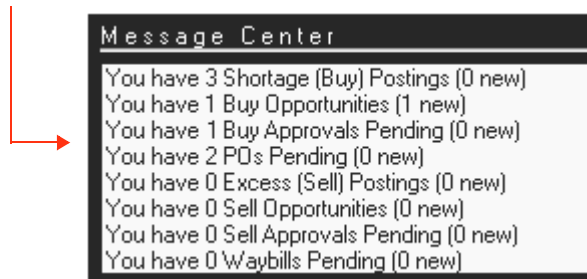 Message Center
You have 3 Shortage (Buy) Postings (0 new)
You have 1 Buy Opportunities (1 new)
You have 1 Buy Approvals Pending (0 new)
You have 2 POs Pending (0 new)
You have 0 Excess (Sell) Postings (0 new)
You have 0 Sell Opportunities (0 new)
You have 0 Sell Approvals Pending (0 new)
You have 0 Waybills Pending (0 new)